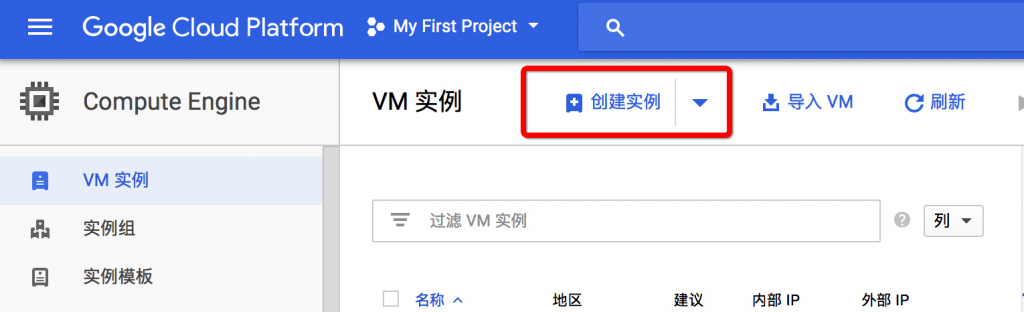 Google Cloud Platform My First Project
Compute Engine
VM 实例 创建实例 导入 VM 刷新
VM 实例
实例组
实例模板
过滤 VM 实例 ? 列
名称 地区 建议 内部 IP 外部 IP